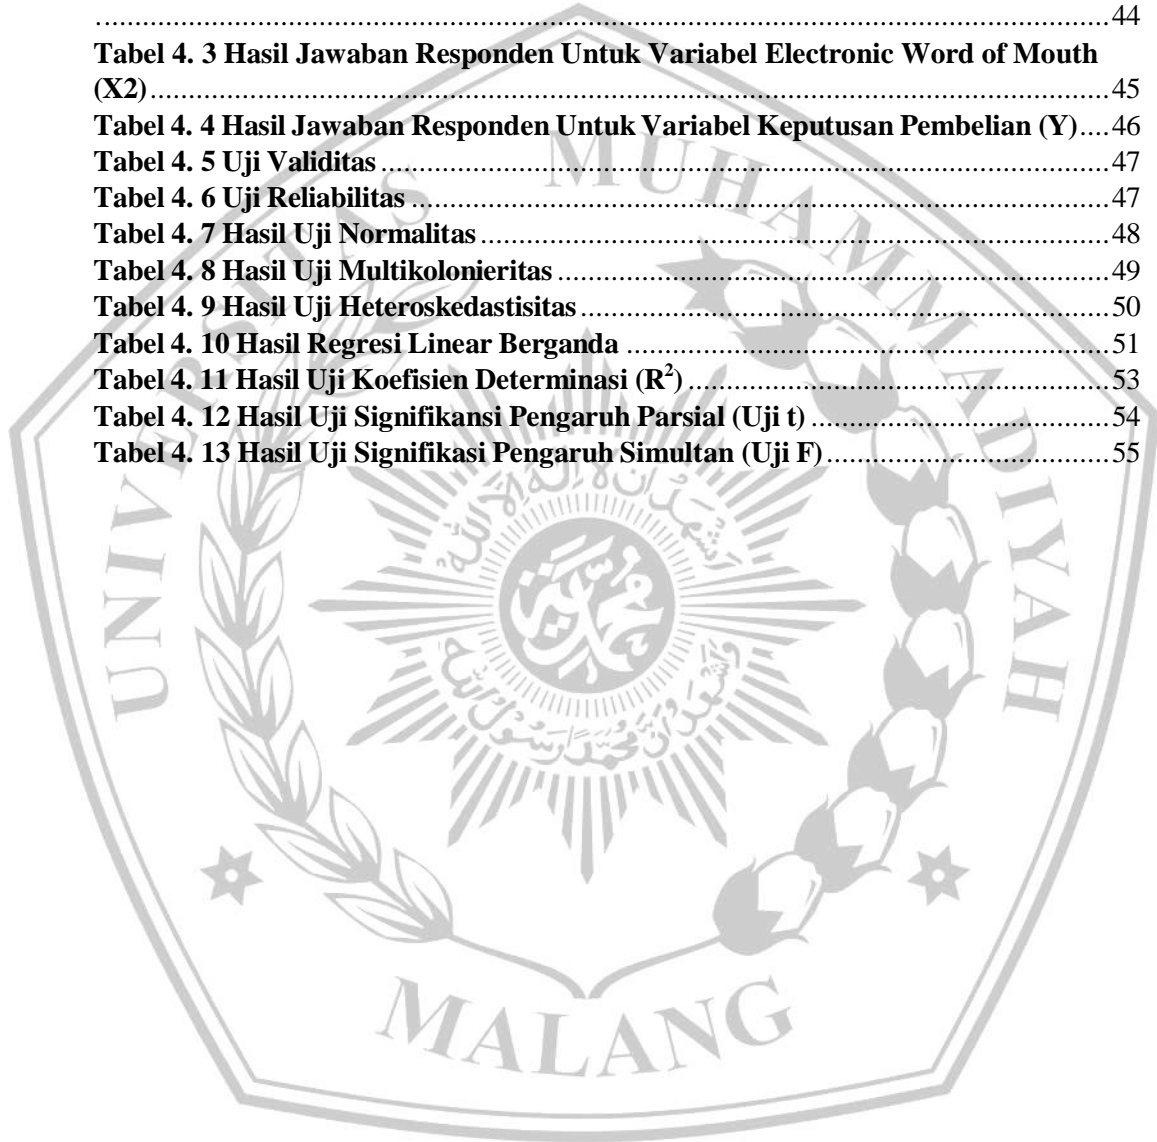 ....................................................................................................................................44
Tabel 4. 3 Hasil Jawaban Responden Untuk Variabel Electronic Word of Mouth
(X2)............................................................................................................................45
Tabel 4. 4 Hasil Jawaban Responden Untuk Variabel Keputusan Pembelian (Y)....46
Tabel 4. 5 Uji Validitas ..............................................................................................47
Tabel 4. 6 Uji Reliabilitas ..........................................................................................47
Tabel 4. 7 Hasil Uji Normalitas.................................................................................48
Tabel 4. 8 Hasil Uji Multikolonieritas.......................................................................49
Tabel 4. 9 Hasil Uji Heteroskedastisitas....................................................................50
Tabel 4. 10 Hasil Regresi Linear Berganda ..............................................................51
Tabel 4. 11 Hasil Uji Koefisien Determinasi (R²)......................................................53
Tabel 4. 12 Hasil Uji Signifikansi Pengaruh Parsial (Uji t) ......................................54
Tabel 4. 13 Hasil Uji Signifikasi Pengaruh Simultan (Uji F)....................................55
UNIVERSITAS MUHAMMADIYAH
MALANG